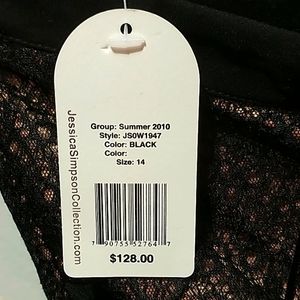 Group: Summer 2010
Style: JS0W1947
Color: BLACK
Color:
Size: 14
JessicaSimpsonCollection.com
7 90755 52764 7
$128.00